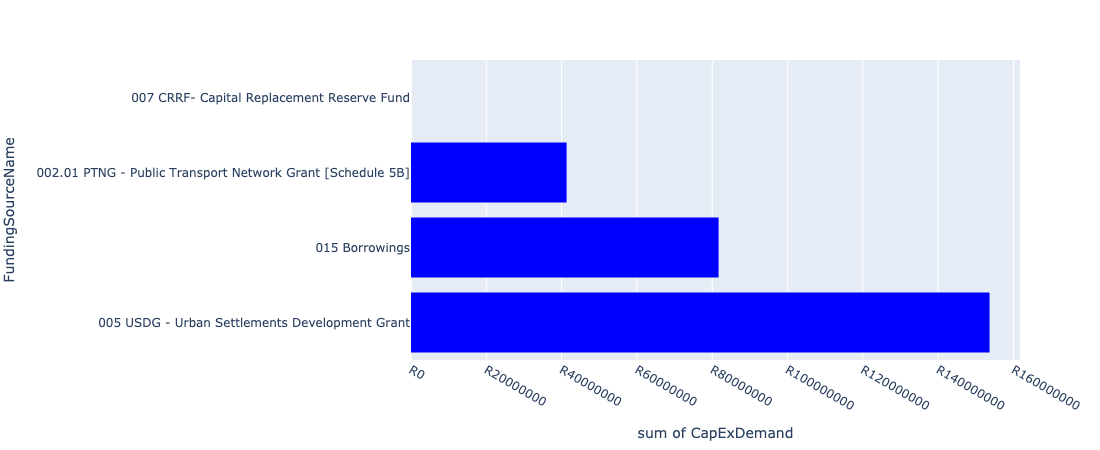 FundingSourceName
007 CRRF- Capital Replacement Reserve Fund
002.01 PTNG - Public Transport Network Grant [Schedule 5B]
015 Borrowings
005 USDG - Urban Settlements Development Grant
R0
R20000000
R40000000
R60000000
R80000000
R100000000
R120000000
R140000000
R160000000
sum of CapExDemand